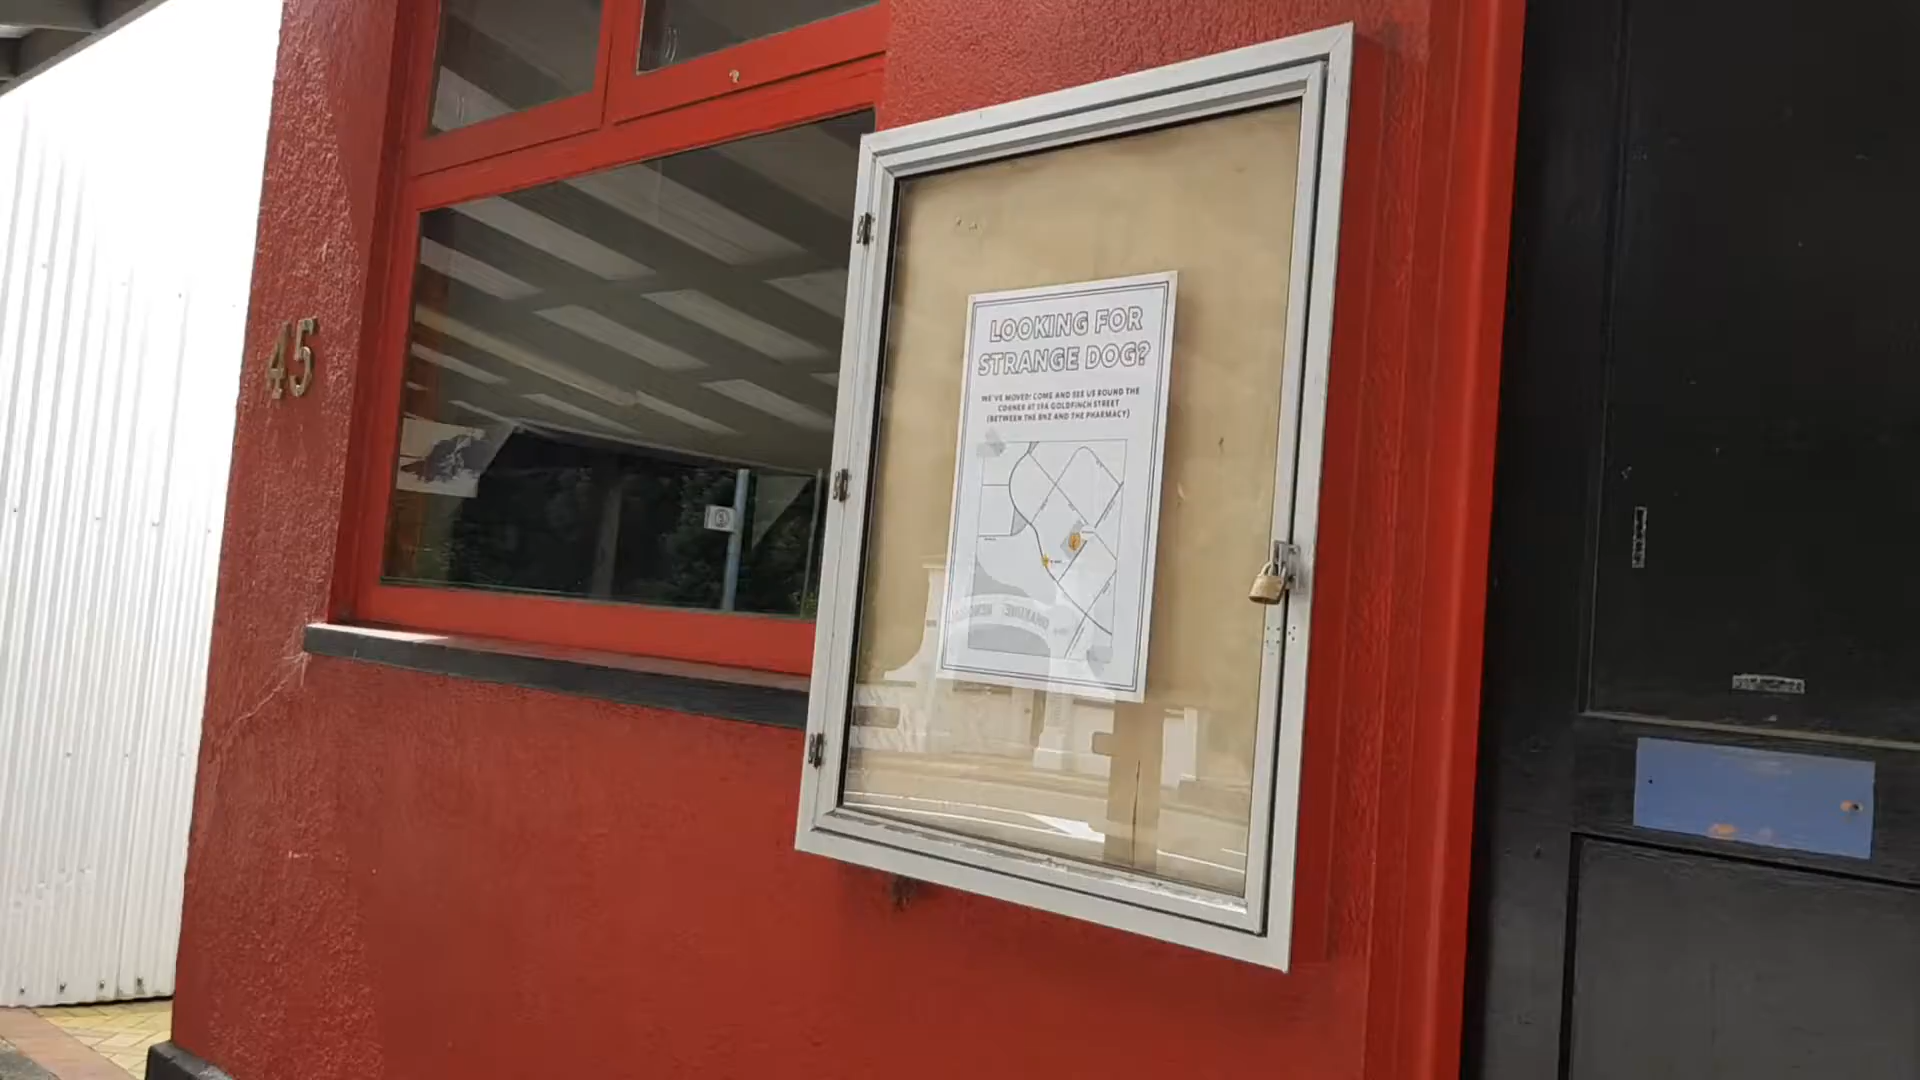 45
LOOKING FOR
STRANGE DOG?
WE'VE MOVED! COME AND SEE US ROUND THE
CORNER AT 19A GOLDFINCH STREET
(BETWEEN THE BNZ AND THE PHARMACY)